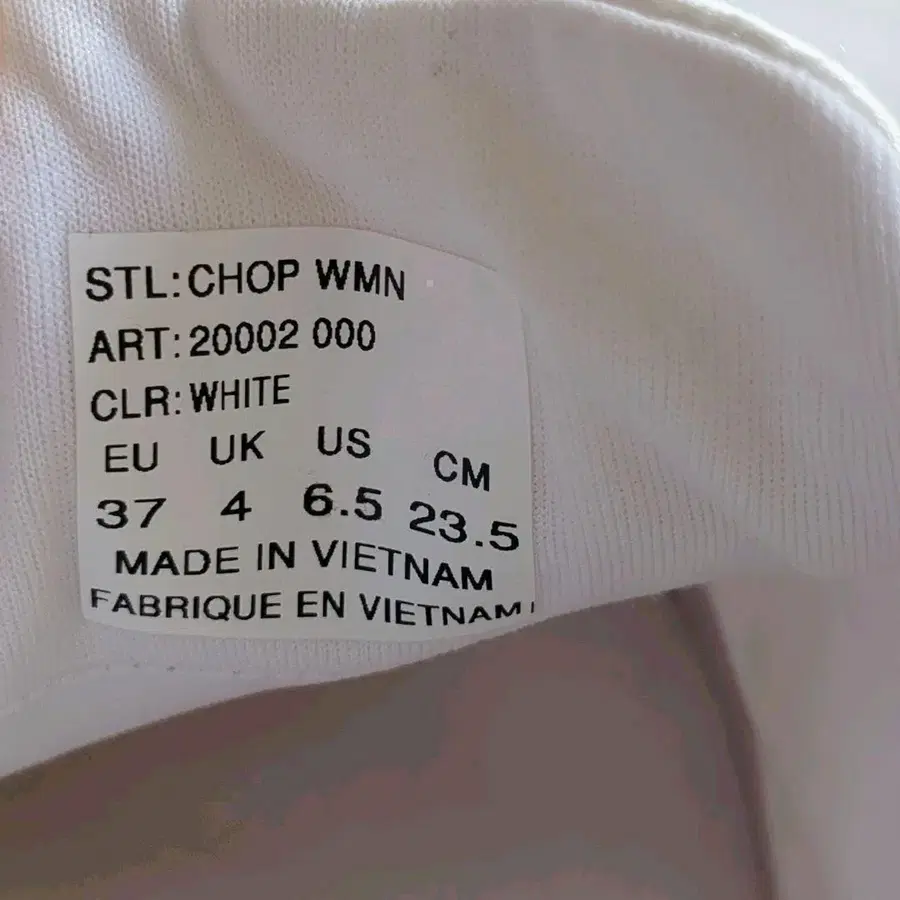 STL:CHOP WMN
ART:20002 000
CLR:WHITE
EU UK US CM
37 4 6.5 23.5
MADE IN VIETNAM
FABRIQUE EN VIETNAM